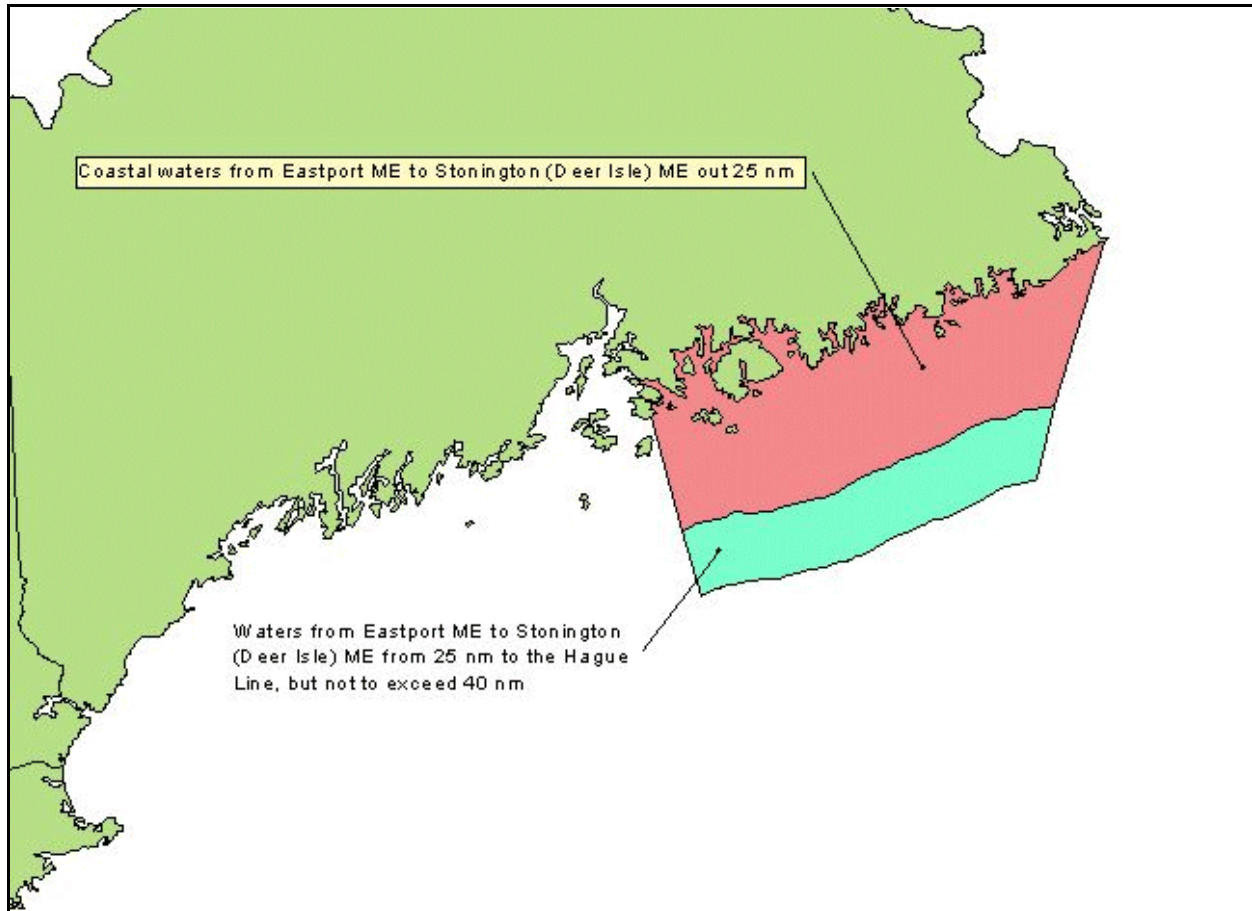 Coastal waters from Eastport ME to Stonington (Deer Isle) ME out 25 nm
Waters from Eastport ME to Stonington
(Deer Isle) ME from 25 nm to the Hague
Line, but not to exceed 40 nm